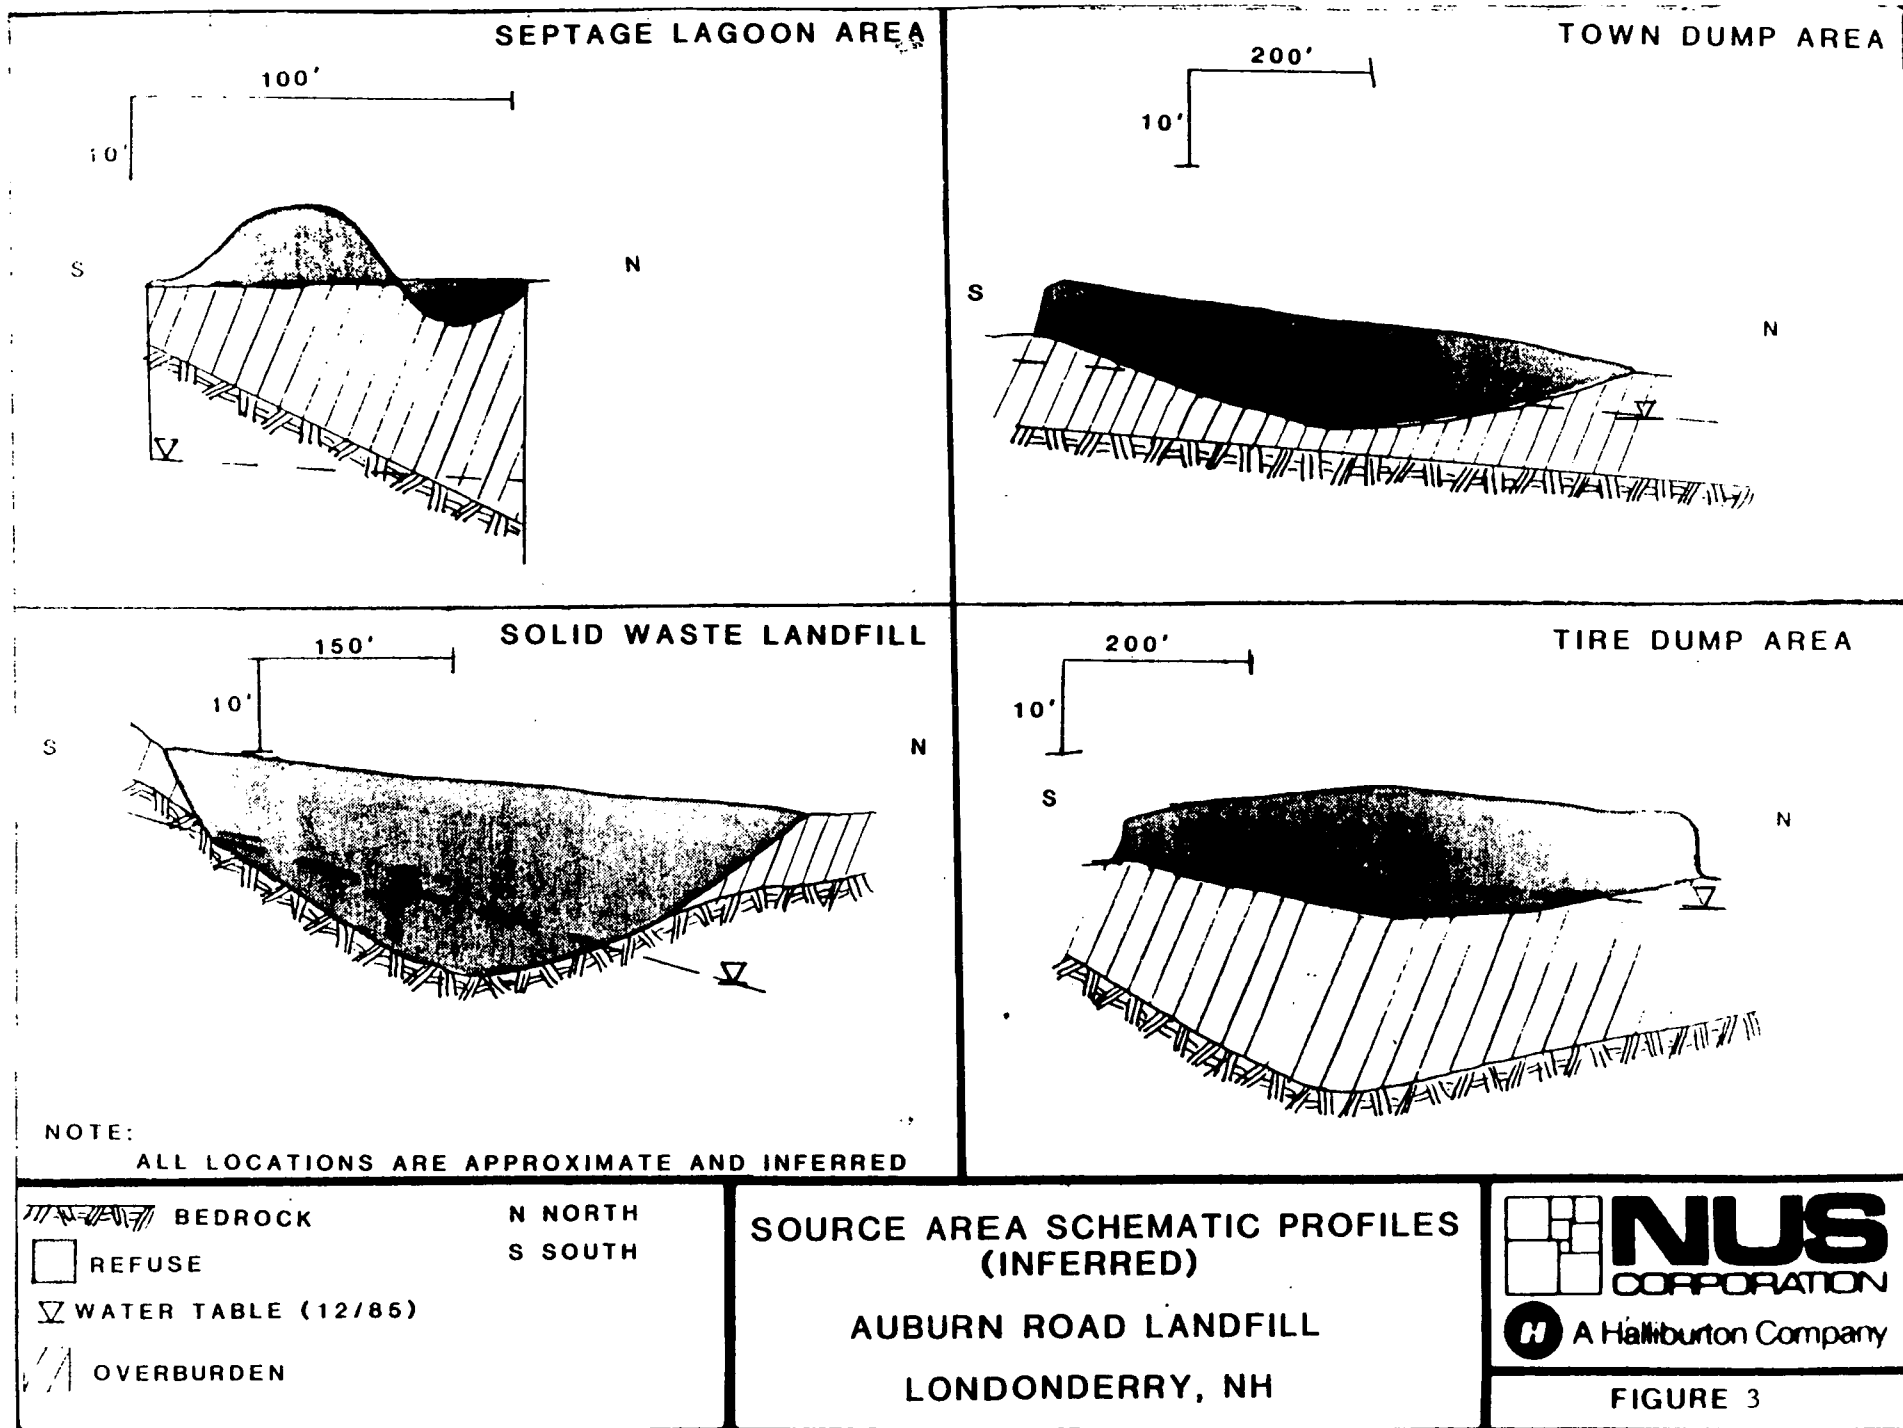 SEPTAGE LAGOON AREA
100'
10'
S
N
TOWN DUMP AREA
200'
10'
S
N
SOLID WASTE LANDFILL
150'
10'
S
N
NOTE:
ALL LOCATIONS ARE APPROXIMATE AND INFERRED
TIRE DUMP AREA
200'
10'
S
N
BEDROCK
REFUSE
WATER TABLE (12/85)
OVERBURDEN
N NORTH
S SOUTH
SOURCE AREA SCHEMATIC PROFILES
(INFERRED)
AUBURN ROAD LANDFILL
LONDONDERRY, NH
NUS
CORPORATION
H A Halliburton Company
FIGURE 3